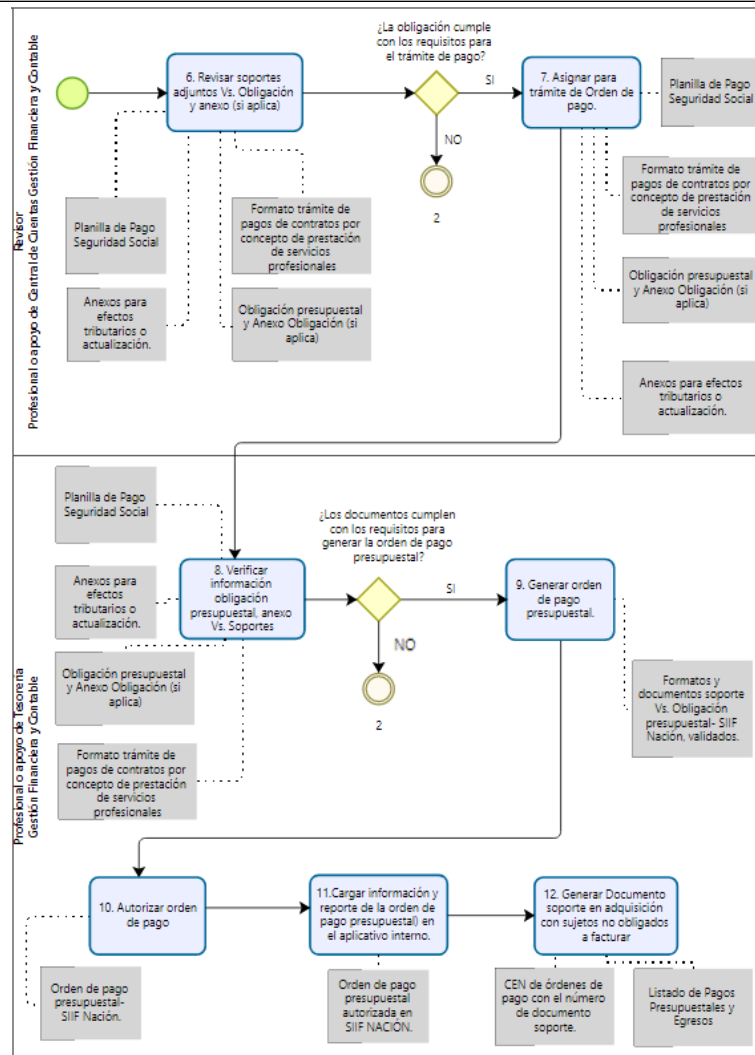 Revisor
Profesional o apoyo de Central de Cuentas Gestión Financiera y Contable
¿La obligación cumple
con los requisitos para
el trámite de pago?
6. Revisar soportes
adjuntos Vs. Obligación
y anexo (si aplica)
SI
7. Asignar para
trámite de Orden de
pago.
Planilla de Pago
Seguridad Social
NO
2
Planilla de Pago
Seguridad Social
Formato trámite de
pagos de contratos por
concepto de prestación
de servicios
profesionales
Formato trámite de
pagos de contratos por
concepto de prestación
de servicios
profesionales
Anexos para
efectos
tributarios o
actualización.
Obligación presupuestal
y Anexo Obligación (si
aplica)
Obligación presupuestal
y Anexo Obligación (si
aplica)
Anexos para
efectos
tributarios o
actualización.
Profesional o apoyo de Tesorería
Gestión Financiera y Contable
Planilla de Pago
Seguridad Social
¿Los documentos cumplen
con los requisitos para
generar la orden de pago
presupuestal?
Anexos para
efectos
tributarios o
actualización.
8. Verificar
información
obligación
presupuestal, anexo
Vs. Soportes
SI
9. Generar orden
de pago
presupuestal.
NO
2
Obligación presupuestal
y Anexo Obligación (si
aplica)
Formatos y
documentos soporte
Vs. Obligación
presupuestal- SIIF
Nación, validados.
Formato trámite de
pagos de contratos por
concepto de prestación
de servicios
profesionales
10. Autorizar orden
de pago
11.Cargar información y
reporte de la orden de
pago presupuestal) en
el aplicativo interno.
12. Generar Documento
soporte en adquisición
con sujetos no obligados
a facturar
Orden de pago
presupuestal-
SIIF Nación.
Orden de pago
presupuestal
autorizada en
SIIF NACIÓN.
CEN de órdenes de
pago con el número
de documento
soporte.
Listado de Pagos
Presupuestales y
Egresos